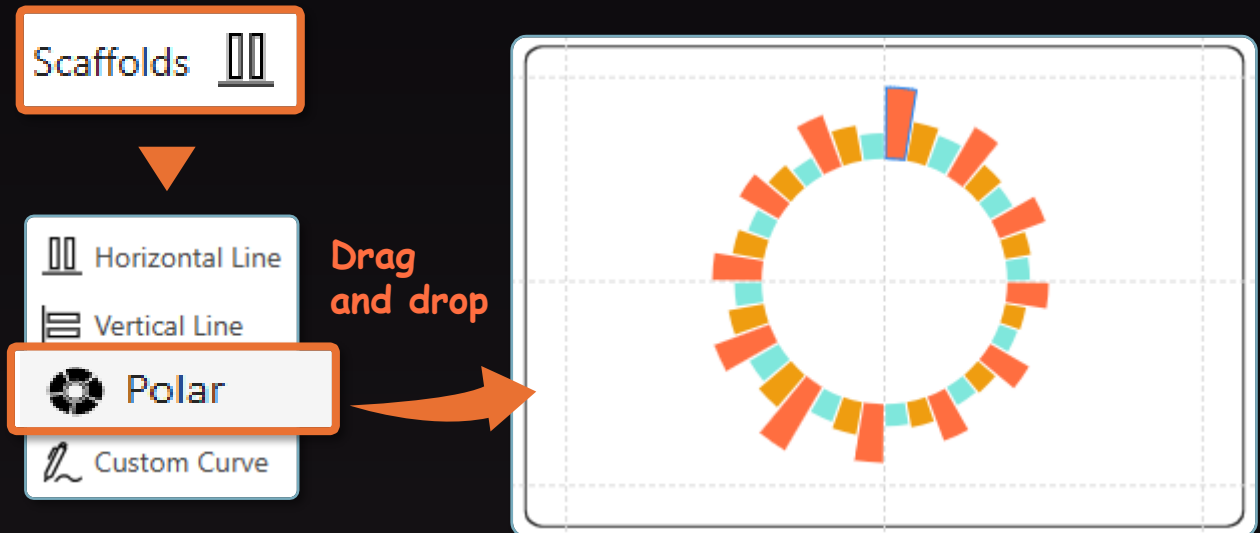 Scaffolds
Horizontal Line
Vertical Line
Polar
Custom Curve
Drag
and drop